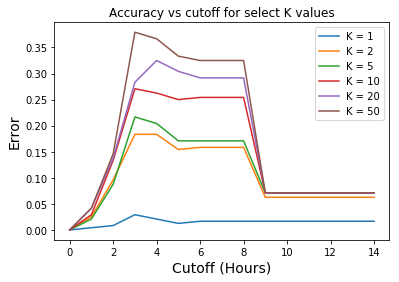 Accuracy vs cutoff for select K values
K = 1
K = 2
K = 5
K = 10
K = 20
K = 50
Error
0.35
0.30
0.25
0.20
0.15
0.10
0.05
0.00
0 2 4 6 8 10 12 14
Cutoff (Hours)